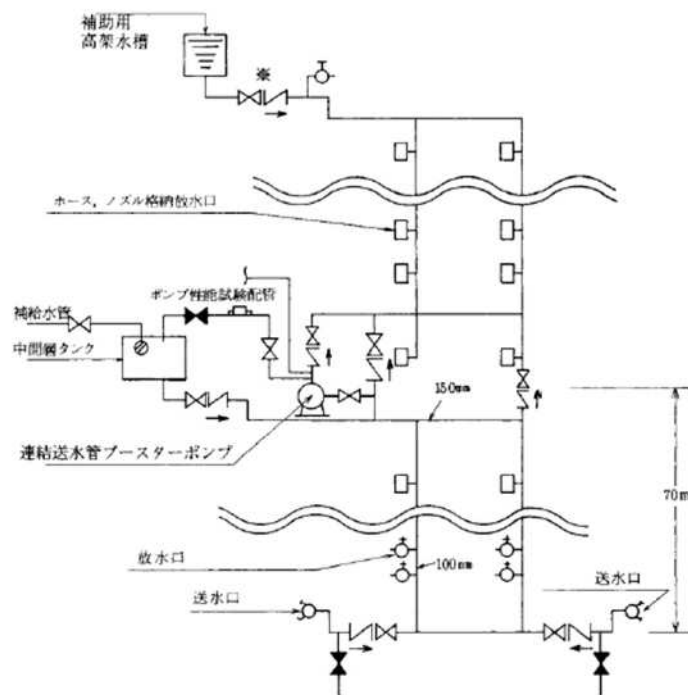 補助用
高架水槽
※
ホース，ノズル格納放水口
ポンプ性能試験配管
補給水管
中間層タンク
150mm
連結送水管ブースターポンプ
70m
放水口
100mm
送水口
送水口